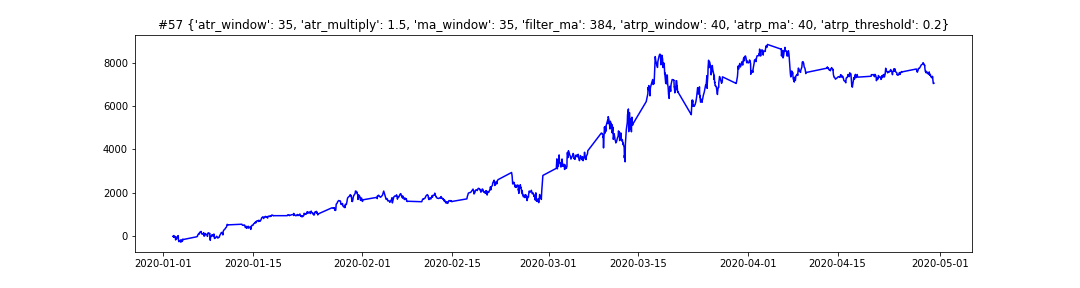 #57 {'atr_window': 35, 'atr_multiply': 1.5, 'ma_window': 35, 'filter_ma': 384, 'atrp_window': 40, 'atrp_ma': 40, 'atrp_threshold': 0.2}
8000
6000
4000
2000
0
2020-01-01 2020-01-15 2020-02-01 2020-02-15 2020-03-01 2020-03-15 2020-04-01 2020-04-15 2020-05-01